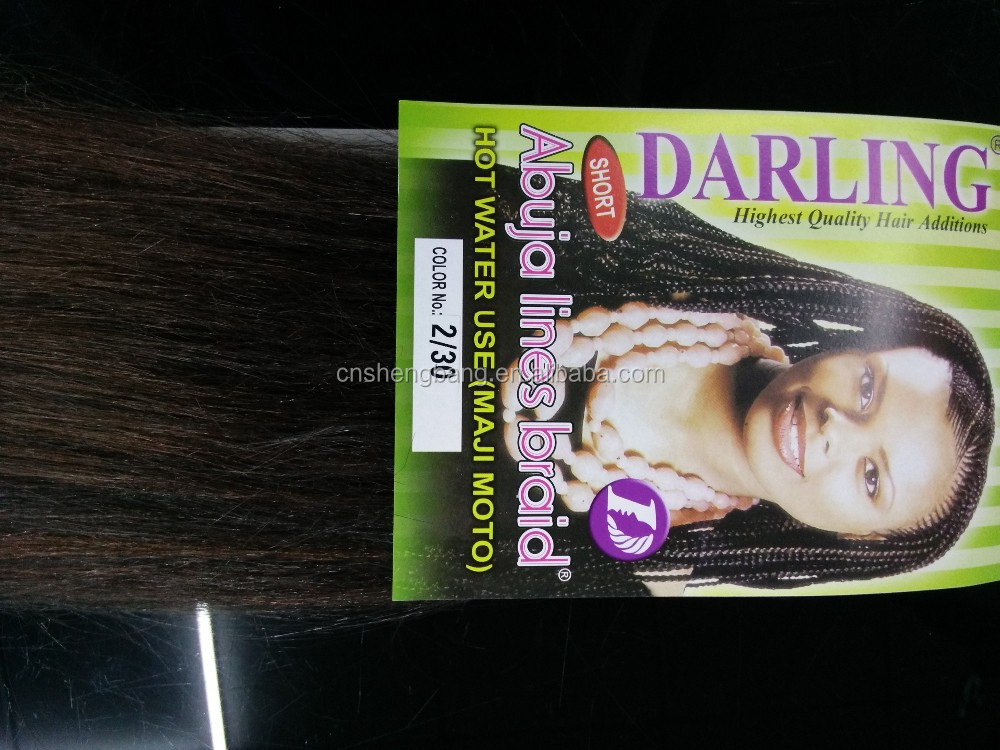 DARLING®
Highest Quality Hair Additions
SHORT
Abuja lines braid®
HOT WATER USE (MAJI MOTO)
COLOR No.: 2/30
cnshengbang.en.alibaba.com